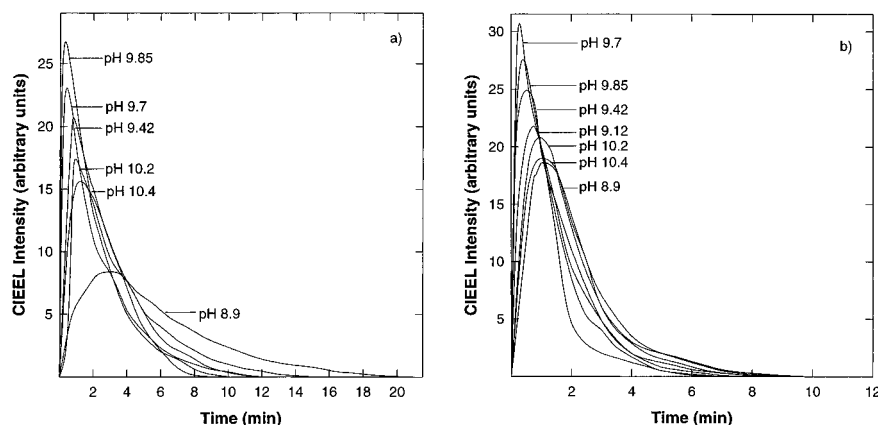 a)
CIEEL Intensity (arbitrary units)
25
20
15
10
5
pH 9.85
pH 9.7
pH 9.42
pH 10.2
pH 10.4
pH 8.9
2 4 6 8 10 12 14 16 18 20
Time (min)
b)
CIEEL Intensity (arbitrary units)
30
25
20
15
10
5
pH 9.7
pH 9.85
pH 9.42
pH 9.12
pH 10.2
pH 10.4
pH 8.9
2 4 6 8 10 12
Time (min)